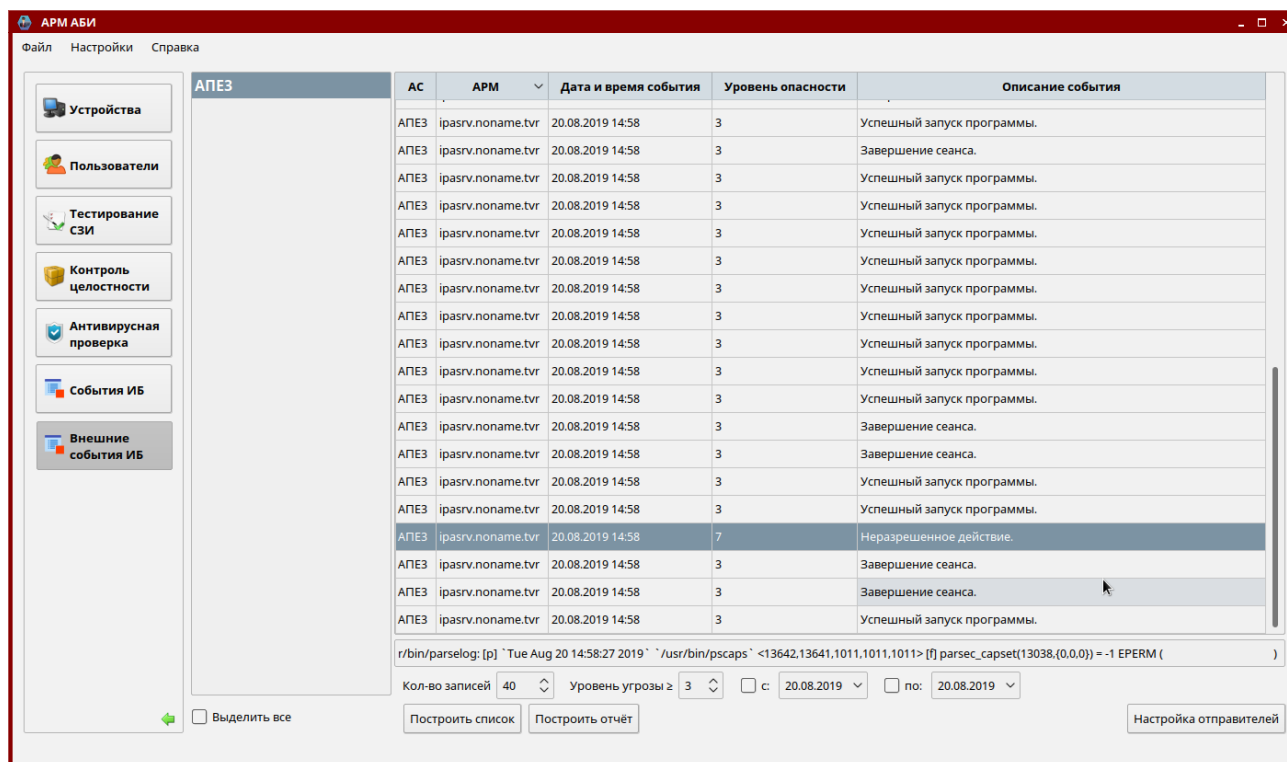 АРМ АБИ
Файл Настройки Справка
Устройства
Пользователи
Тестирование
СЗИ
Контроль
целостности
Антивирусная
проверка
События ИБ
Внешние
события ИБ
АПЕЗ
Выделить все
АС АРМ Дата и время события Уровень опасности Описание события
АПЕЗ ipasrv.noname.tvr 20.08.2019 14:58 3 Успешный запуск программы.
АПЕЗ ipasrv.noname.tvr 20.08.2019 14:58 3 Завершение сеанса.
АПЕЗ ipasrv.noname.tvr 20.08.2019 14:58 3 Успешный запуск программы.
АПЕЗ ipasrv.noname.tvr 20.08.2019 14:58 3 Успешный запуск программы.
АПЕЗ ipasrv.noname.tvr 20.08.2019 14:58 3 Успешный запуск программы.
АПЕЗ ipasrv.noname.tvr 20.08.2019 14:58 3 Успешный запуск программы.
АПЕЗ ipasrv.noname.tvr 20.08.2019 14:58 3 Успешный запуск программы.
АПЕЗ ipasrv.noname.tvr 20.08.2019 14:58 3 Успешный запуск программы.
АПЕЗ ipasrv.noname.tvr 20.08.2019 14:58 3 Успешный запуск программы.
АПЕЗ ipasrv.noname.tvr 20.08.2019 14:58 3 Успешный запуск программы.
АПЕЗ ipasrv.noname.tvr 20.08.2019 14:58 3 Успешный запуск программы.
АПЕЗ ipasrv.noname.tvr 20.08.2019 14:58 3 Завершение сеанса.
АПЕЗ ipasrv.noname.tvr 20.08.2019 14:58 3 Завершение сеанса.
АПЕЗ ipasrv.noname.tvr 20.08.2019 14:58 3 Успешный запуск программы.
АПЕЗ ipasrv.noname.tvr 20.08.2019 14:58 3 Успешный запуск программы.
АПЕЗ ipasrv.noname.tvr 20.08.2019 14:58 7 Неразрешенное действие.
АПЕЗ ipasrv.noname.tvr 20.08.2019 14:58 3 Завершение сеанса.
АПЕЗ ipasrv.noname.tvr 20.08.2019 14:58 3 Завершение сеанса.
АПЕЗ ipasrv.noname.tvr 20.08.2019 14:58 3 Успешный запуск программы.
r/bin/parselog: [p] `Tue Aug 20 14:58:27 2019` `/usr/bin/pscaps` <13642,13641,1011,1011,1011> [f] parsec_capset(13038,{0,0,0}) = -1 EPERM ( )
Кол-во записей 40 Уровень угрозы ≥ 3 с: 20.08.2019 по: 20.08.2019
Построить список Построить отчёт Настройка отправителей